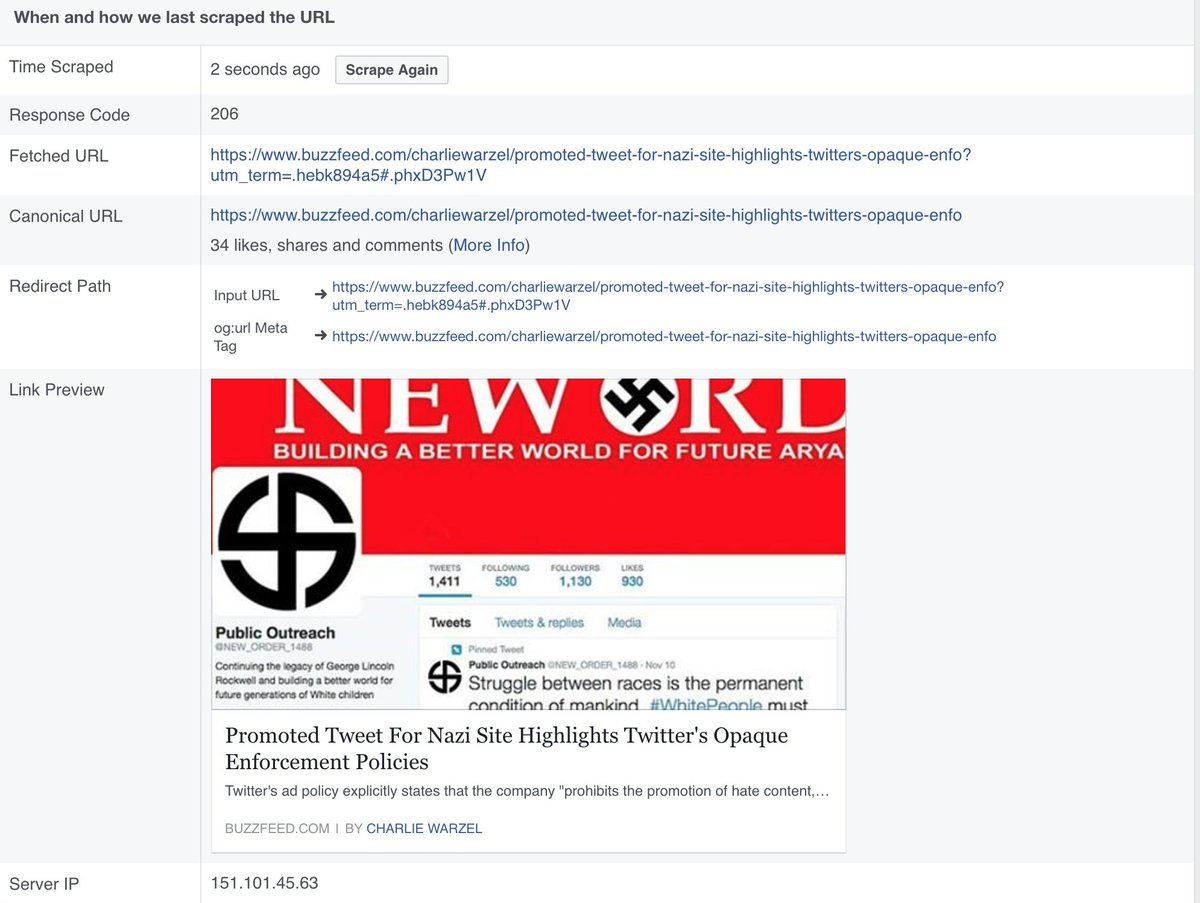 When and how we last scraped the URL
Time Scraped
2 seconds ago
Scrape Again
Response Code
206
Fetched URL
https://www.buzzfeed.com/charliewarzel/promoted-tweet-for-nazi-site-highlights-twitters-opaque-enfo?
utm_term=.hebk894a5#.phxD3Pw1V
Canonical URL
https://www.buzzfeed.com/charliewarzel/promoted-tweet-for-nazi-site-highlights-twitters-opaque-enfo
34 likes, shares and comments (More Info)
Redirect Path
Input URL
https://www.buzzfeed.com/charliewarzel/promoted-tweet-for-nazi-site-highlights-twitters-opaque-enfo?
utm_term=.hebk894a5#.phxD3Pw1V
og:url Meta
Tag
https://www.buzzfeed.com/charliewarzel/promoted-tweet-for-nazi-site-highlights-twitters-opaque-enfo
Link Preview
NEW RD
BUILDING A BETTER WORLD FOR FUTURE ARYA
TWEETS FOLLOWING FOLLOWERS LIKES
1,411 530 1,130 930
Tweets Tweets & replies Media
Public Outreach
@NEW_ORDER_1488
Continuing the legacy of George Lincoln
Rockwell and building a better world for
future generations of White children
Pinned Tweet
Public Outreach @NEW_ORDER_1488 - Nov 10
Struggle between races is the permanent
condition of mankind. #WhitePeople must
Promoted Tweet For Nazi Site Highlights Twitter's Opaque
Enforcement Policies
Twitter's ad policy explicitly states that the company "prohibits the promotion of hate content,...
BUZZFEED.COM | BY CHARLIE WARZEL
Server IP
151.101.45.63